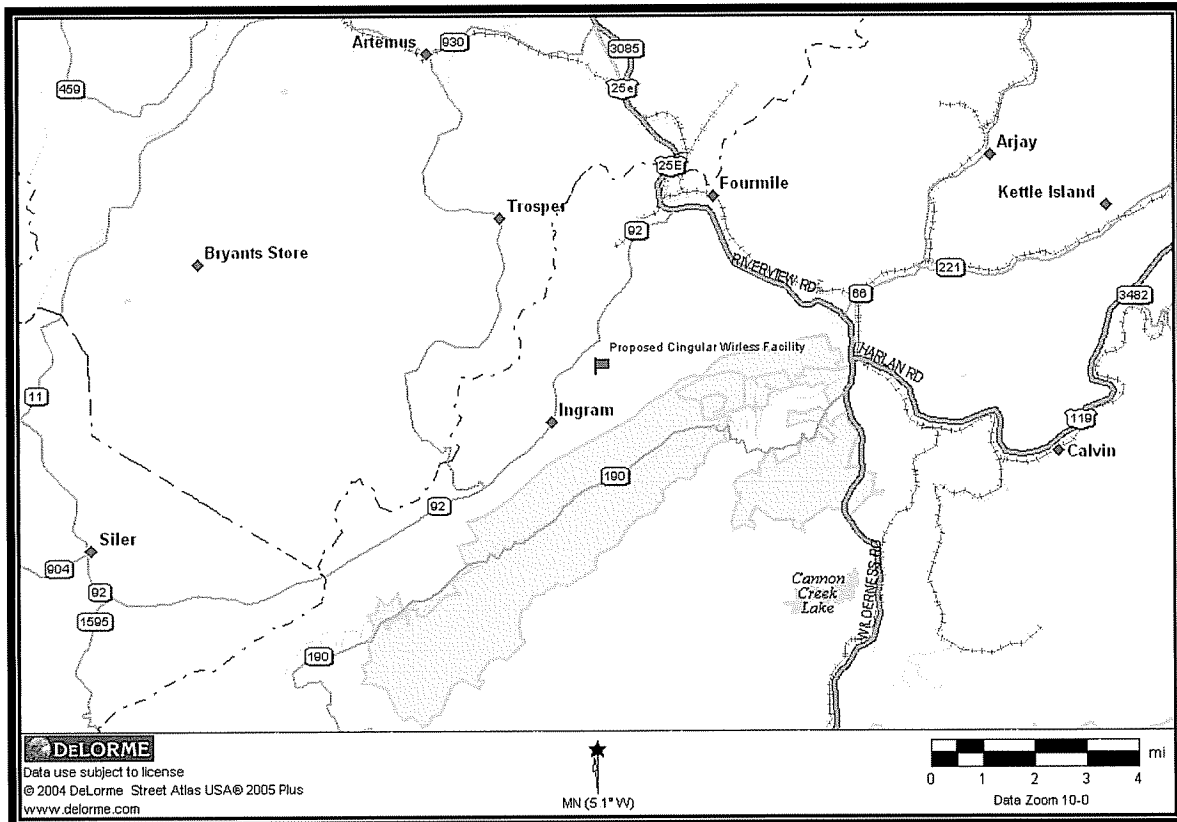 Artemus
930
3085
459
25e
Arjay
25E
Fourmile
Kettle Island
Trosper
92
Bryants Store
RIVERVIEW RD
221
66
3482
Proposed Cingular Wirless Facility
HARLAN RD
11
Ingram
119
Calvin
190
92
Siler
904
92
Cannon
Creek
Lake
WILDERNESS RD
1595
190
DELORME
Data use subject to license
© 2004 DeLorme Street Atlas USA® 2005 Plus
www.delorme.com
MN (5.1° W)
mi
0 1 2 3 4
Data Zoom 10-0